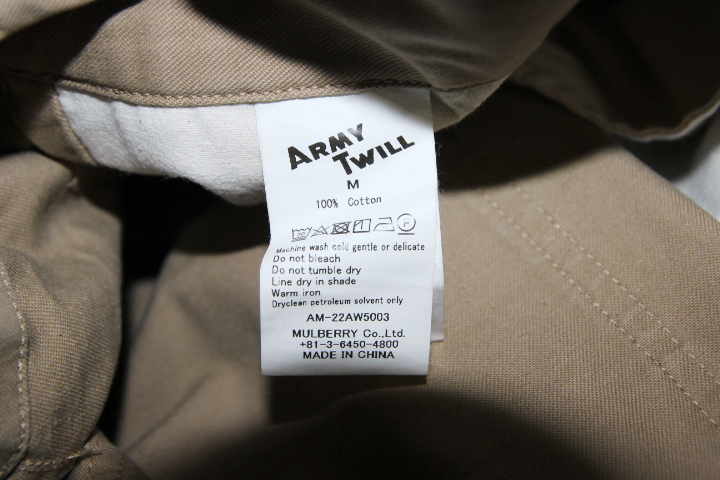 ARMY
TWILL
M
100% Cotton
Machine wash cold gentle or delicate
Do not bleach
Do not tumble dry
Line dry in shade
Warm iron
Dryclean petroleum solvent only
AM-22AW5003
MULBERRY Co.,Ltd.
+81-3-6450-4800
MADE IN CHINA